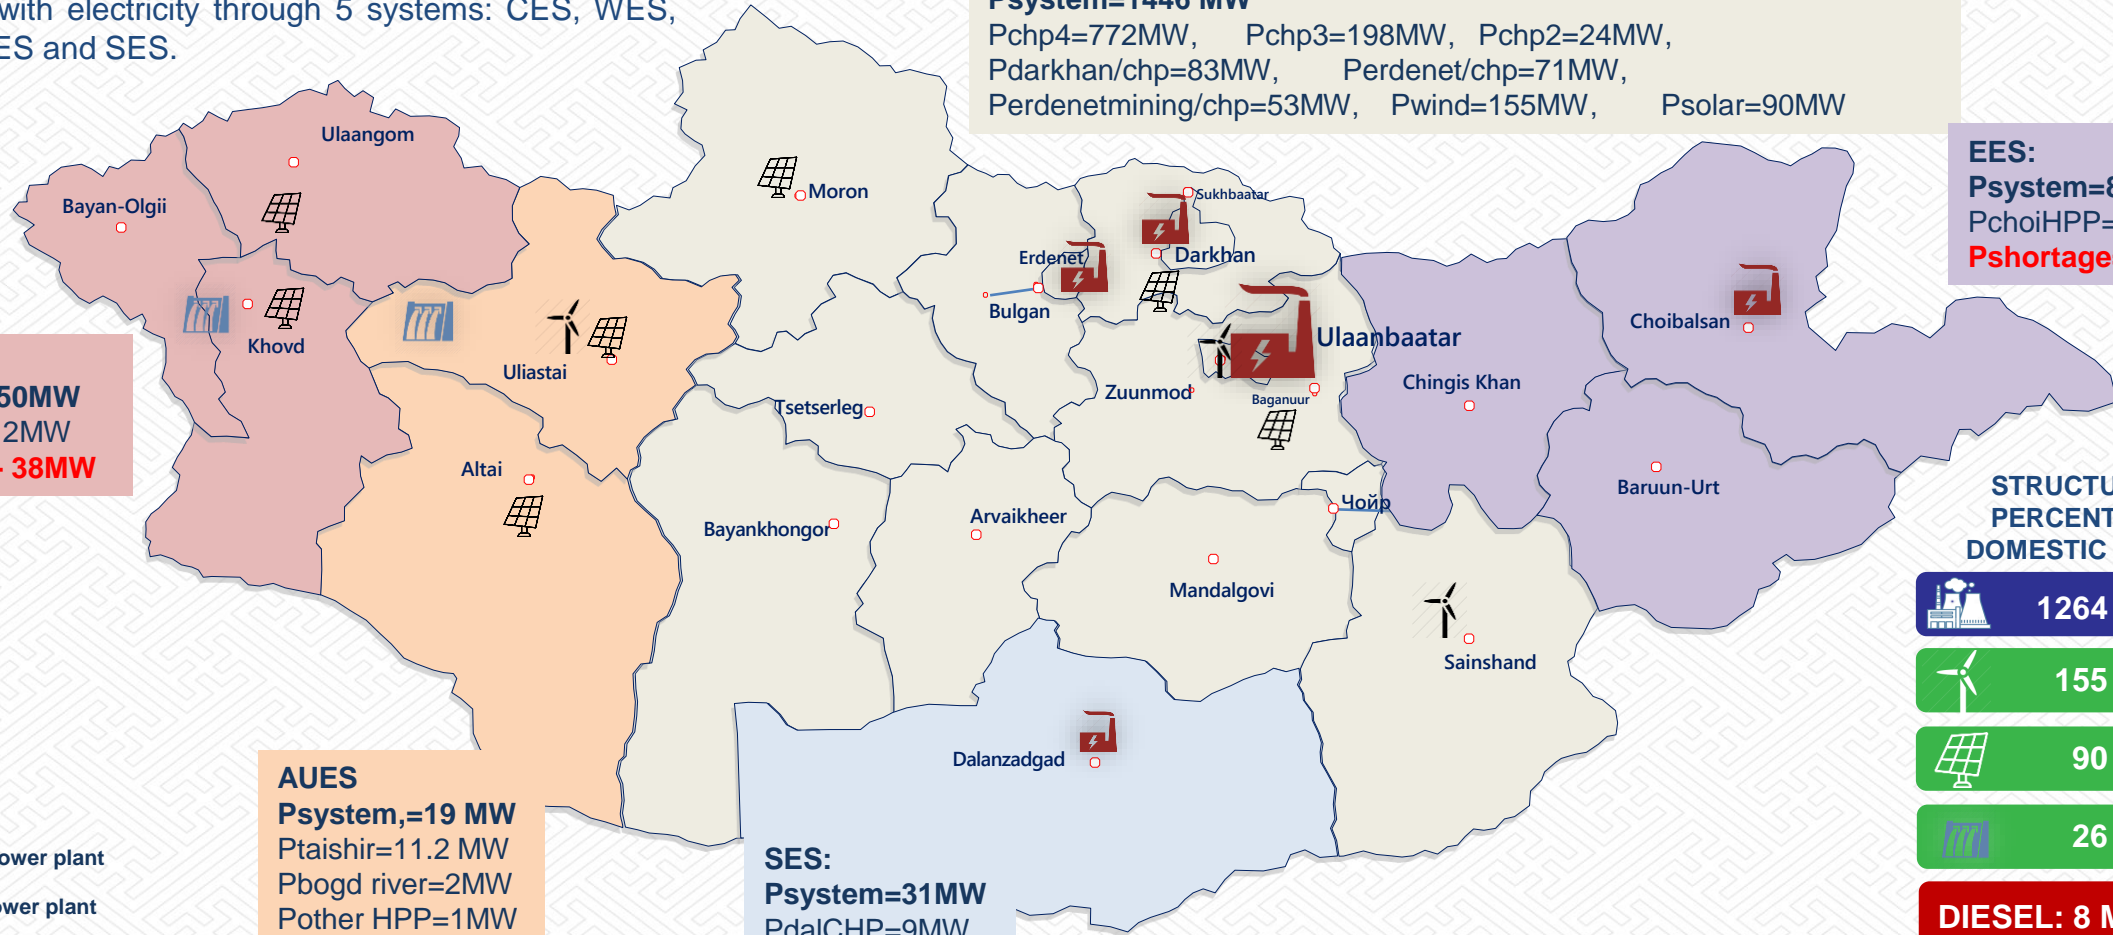 with electricity through 5 systems: CES, WES,
ES and SES.
Psystem=1446 MW
Pchp4=772MW, Pchp3=198MW, Pchp2=24MW,
Pdarkhan/chp=83MW, Perdenet/chp=71MW,
Perdenetmining/chp=53MW, Pwind=155MW, Psolar=90MW
EES:
Psystem=8
PchoiHPP=
Pshortage
Ulaangom
Bayan-Olgii
Khovd
Moron
Sukhbaatar
Erdenet
Darkhan
Bulgan
Uliastai
Ulaanbaatar
Choibalsan
Chingis Khan
Zuunmod
Baganuur
Tsetserleg
50MW
2MW
- 38MW
Altai
Baruun-Urt
Чойр
Bayankhongor
Arvaikheer
Mandalgovi
Sainshand
Dalanzadgad
STRUCTU
PERCENT
DOMESTIC
1264
155
90
26
DIESEL: 8 M
AUES
Psystem,=19 MW
Ptaishir=11.2 MW
Pbogd river=2MW
Pother HPP=1MW
SES:
Psystem=31MW
PdalCHP=9MW
ower plant
ower plant